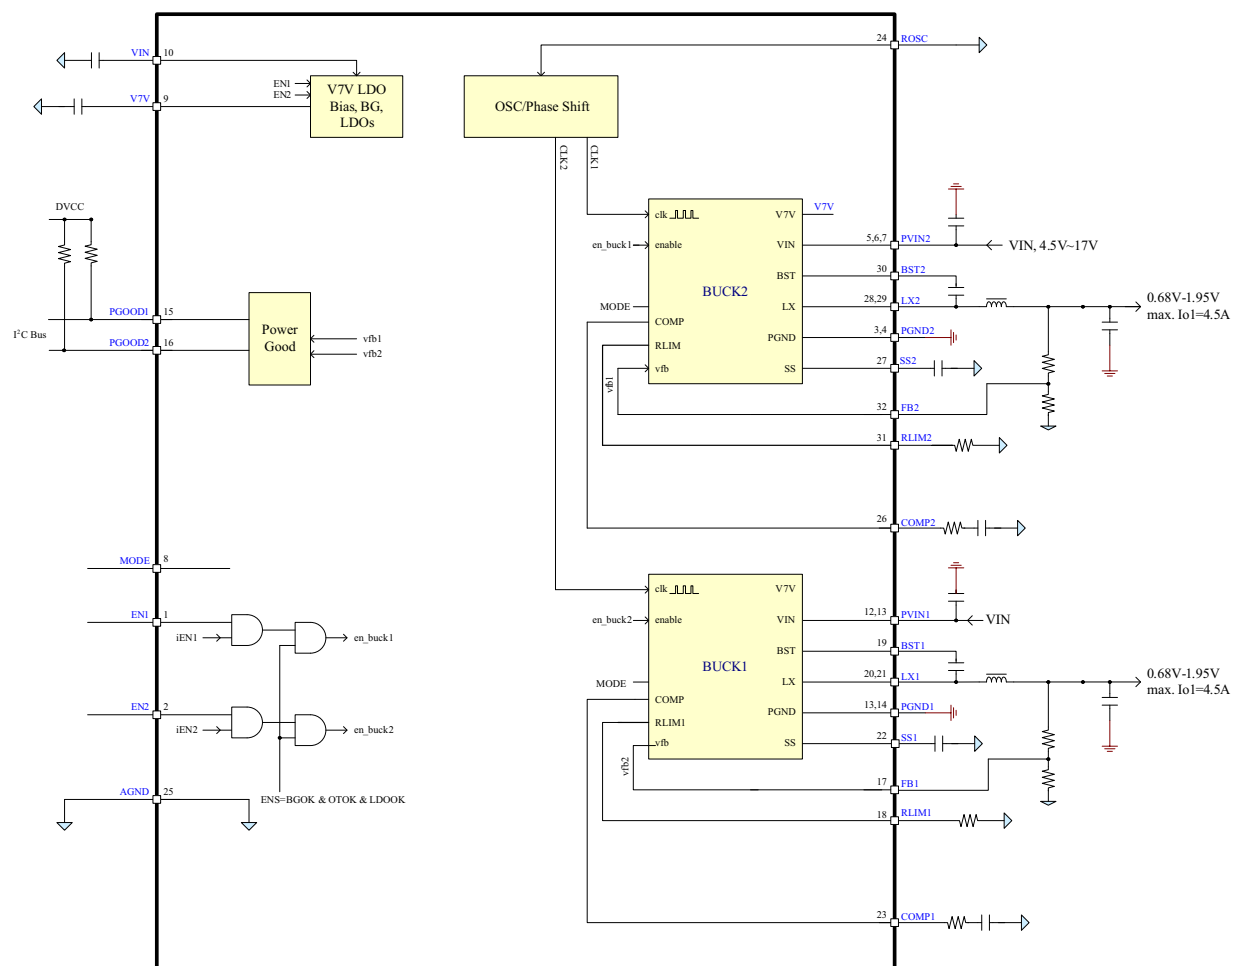 24 ROSC
VIN 10
EN1
EN2
V7V LDO
Bias, BG,
LDOs
V7V 9
OSC/Phase Shift
CLK2
CLK1
DVCC
clk
V7V
V7V
en_buck1
enable
VIN
5,6,7 PVIN2
VIN, 4.5V~17V
BST
30 BST2
BUCK2
MODE
LX
28,29 LX2
0.68V-1.95V
max. Io1=4.5A
PGOOD1 15
I²C Bus
PGOOD2 16
Power
Good
vfb1
vfb2
COMP
PGND
3,4 PGND2
RLIM
vfb
SS
27 SS2
vfb1
32 FB2
31 RLIM2
26 COMP2
MODE 8
clk
V7V
EN1 1
iEN1
en_buck1
en_buck2
enable
VIN
12,13 PVIN1
VIN
BST
19 BST1
BUCK1
MODE
LX
20,21 LX1
0.68V-1.95V
max. Io1=4.5A
COMP
EN2 2
iEN2
en_buck2
PGND
13,14 PGND1
RLIM1
vfb
SS
22 SS1
vfb2
17 FB1
AGND 25
ENS=BGOK & OTOK & LDOOK
18 RLIM1
23 COMP1